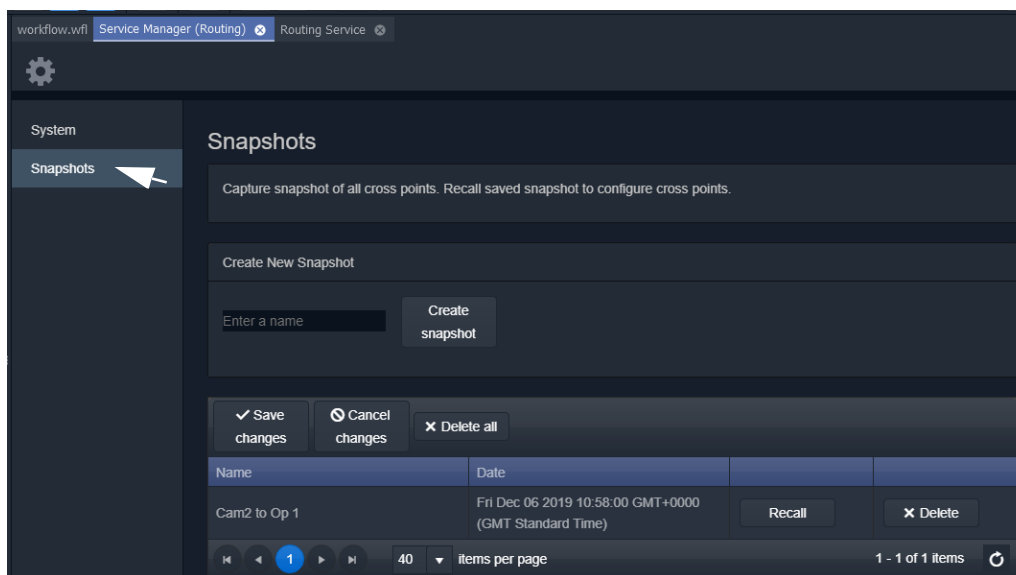 workflow.wfl Service Manager (Routing) Routing Service
System
Snapshots
Snapshots
Capture snapshot of all cross points. Recall saved snapshot to configure cross points.
Create New Snapshot
Enter a name
Create
snapshot
Save
changes
Cancel
changes
Delete all
Name Date
Cam2 to Op 1
Fri Dec 06 2019 10:58:00 GMT+0000
(GMT Standard Time)
Recall
Delete
1 40 items per page 1 - 1 of 1 items